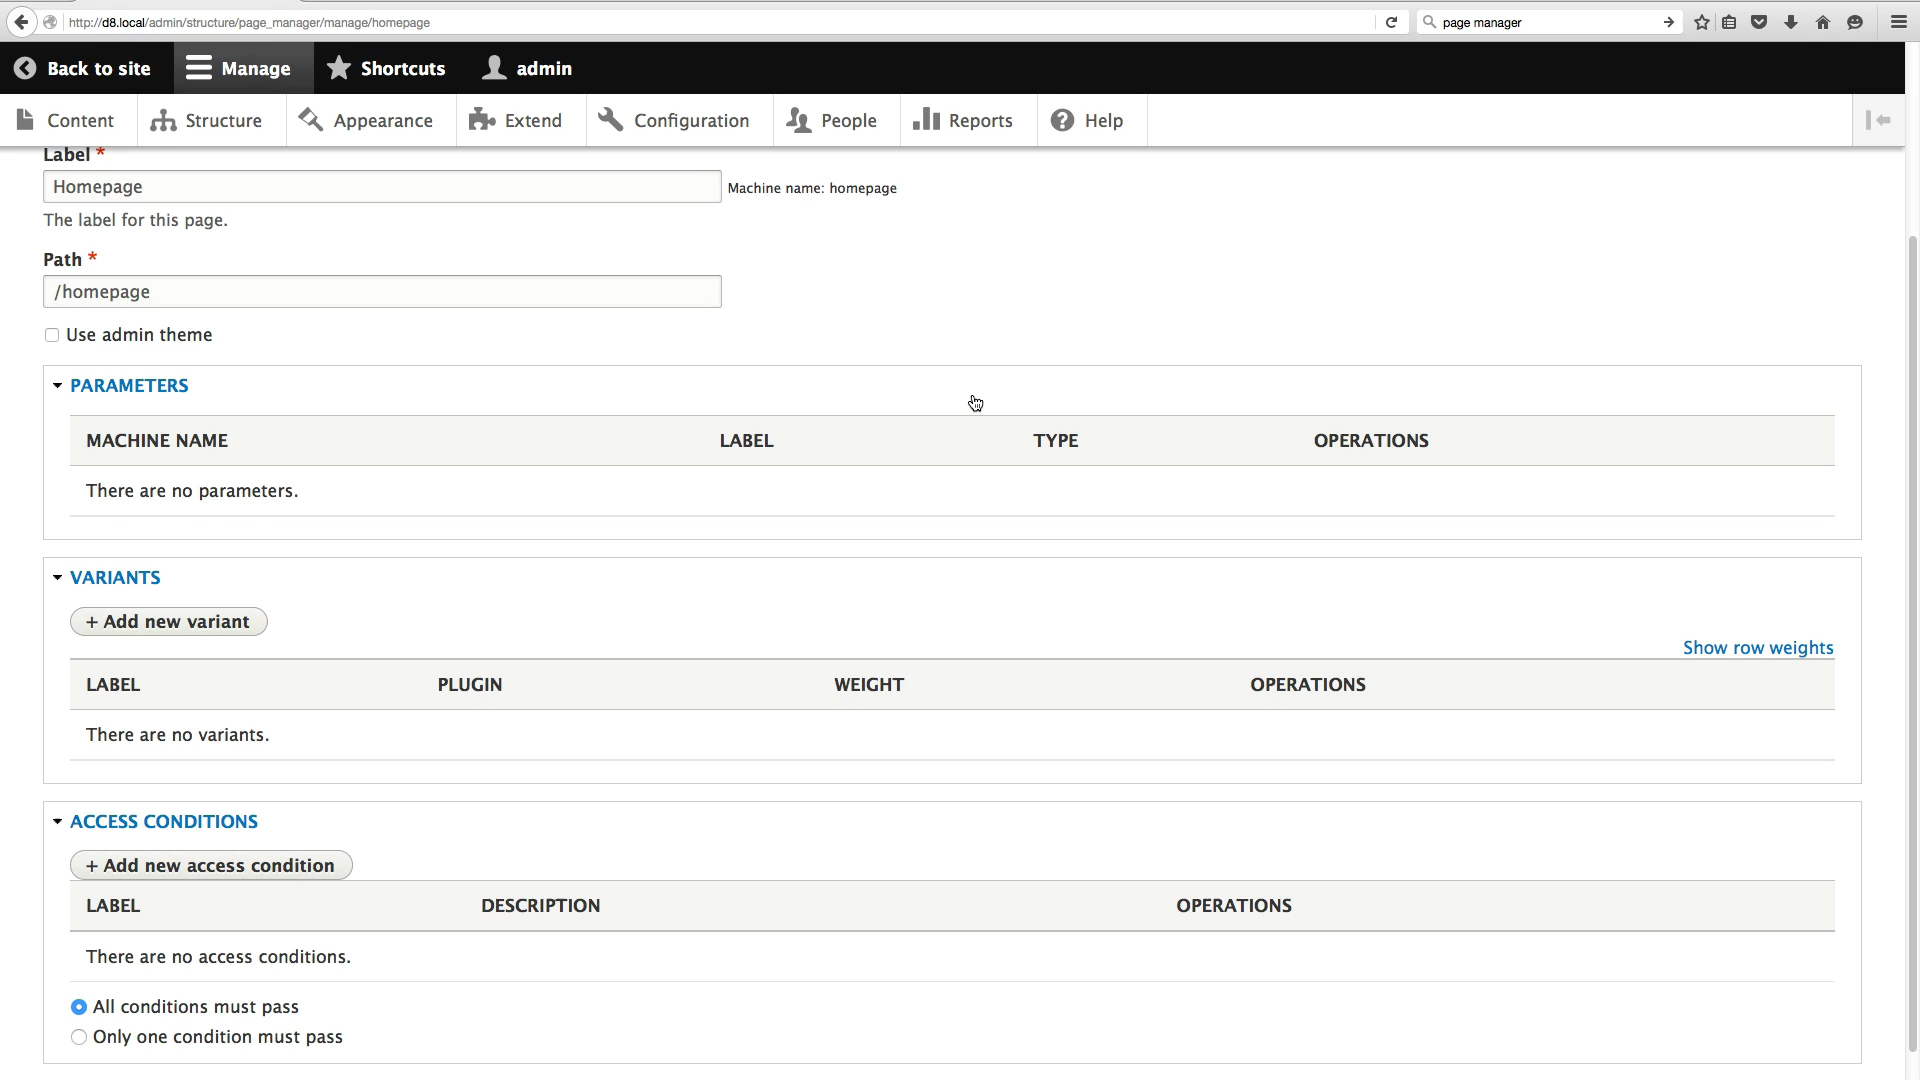 http://d8.local/admin/structure/page_manager/manage/homepage
page manager
Back to site
Manage
Shortcuts
admin
Content
Structure
Appearance
Extend
Configuration
People
Reports
Help
Label *
Homepage
Machine name: homepage
The label for this page.
Path *
/homepage
Use admin theme
PARAMETERS
MACHINE NAME LABEL TYPE OPERATIONS
There are no parameters.
VARIANTS
+ Add new variant
Show row weights
LABEL PLUGIN WEIGHT OPERATIONS
There are no variants.
ACCESS CONDITIONS
+ Add new access condition
LABEL DESCRIPTION OPERATIONS
There are no access conditions.
All conditions must pass
Only one condition must pass